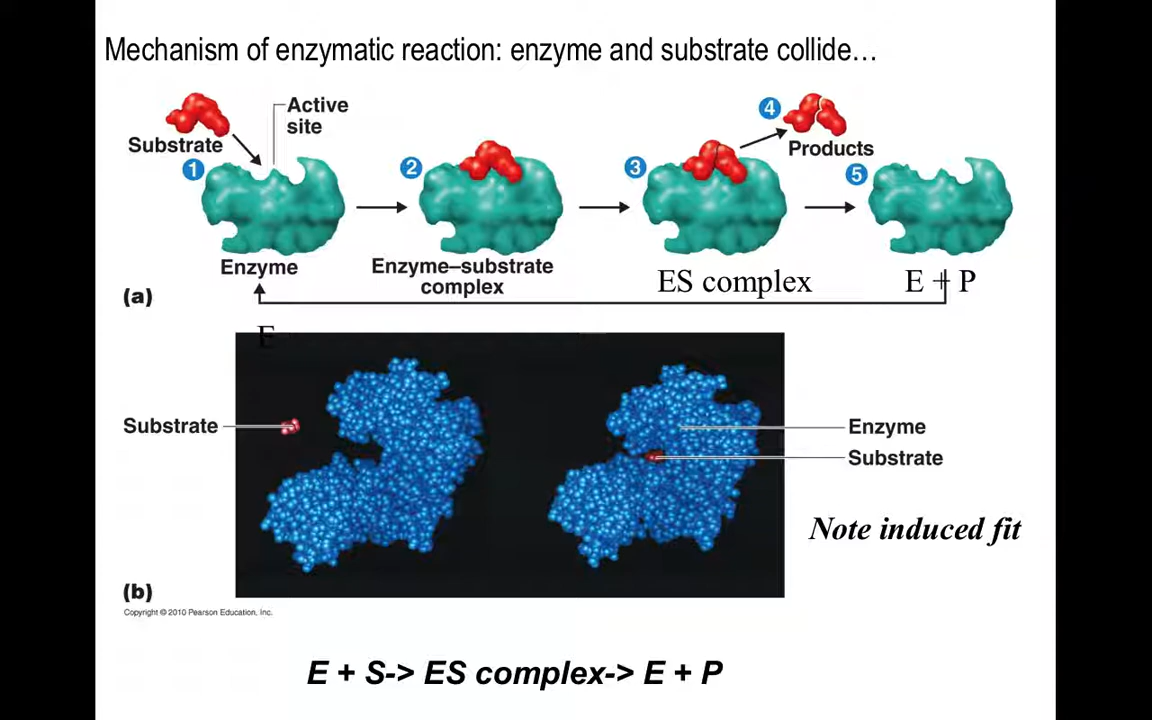 Mechanism of enzymatic reaction: enzyme and substrate collide…
Active
site
Substrate
1
Enzyme
2
Enzyme–substrate
complex
3
ES complex
4
Products
5
E + P
(a)
E
Substrate
Enzyme
Substrate
Note induced fit
(b)
Copyright © 2010 Pearson Education, Inc.
E + S-> ES complex-> E + P